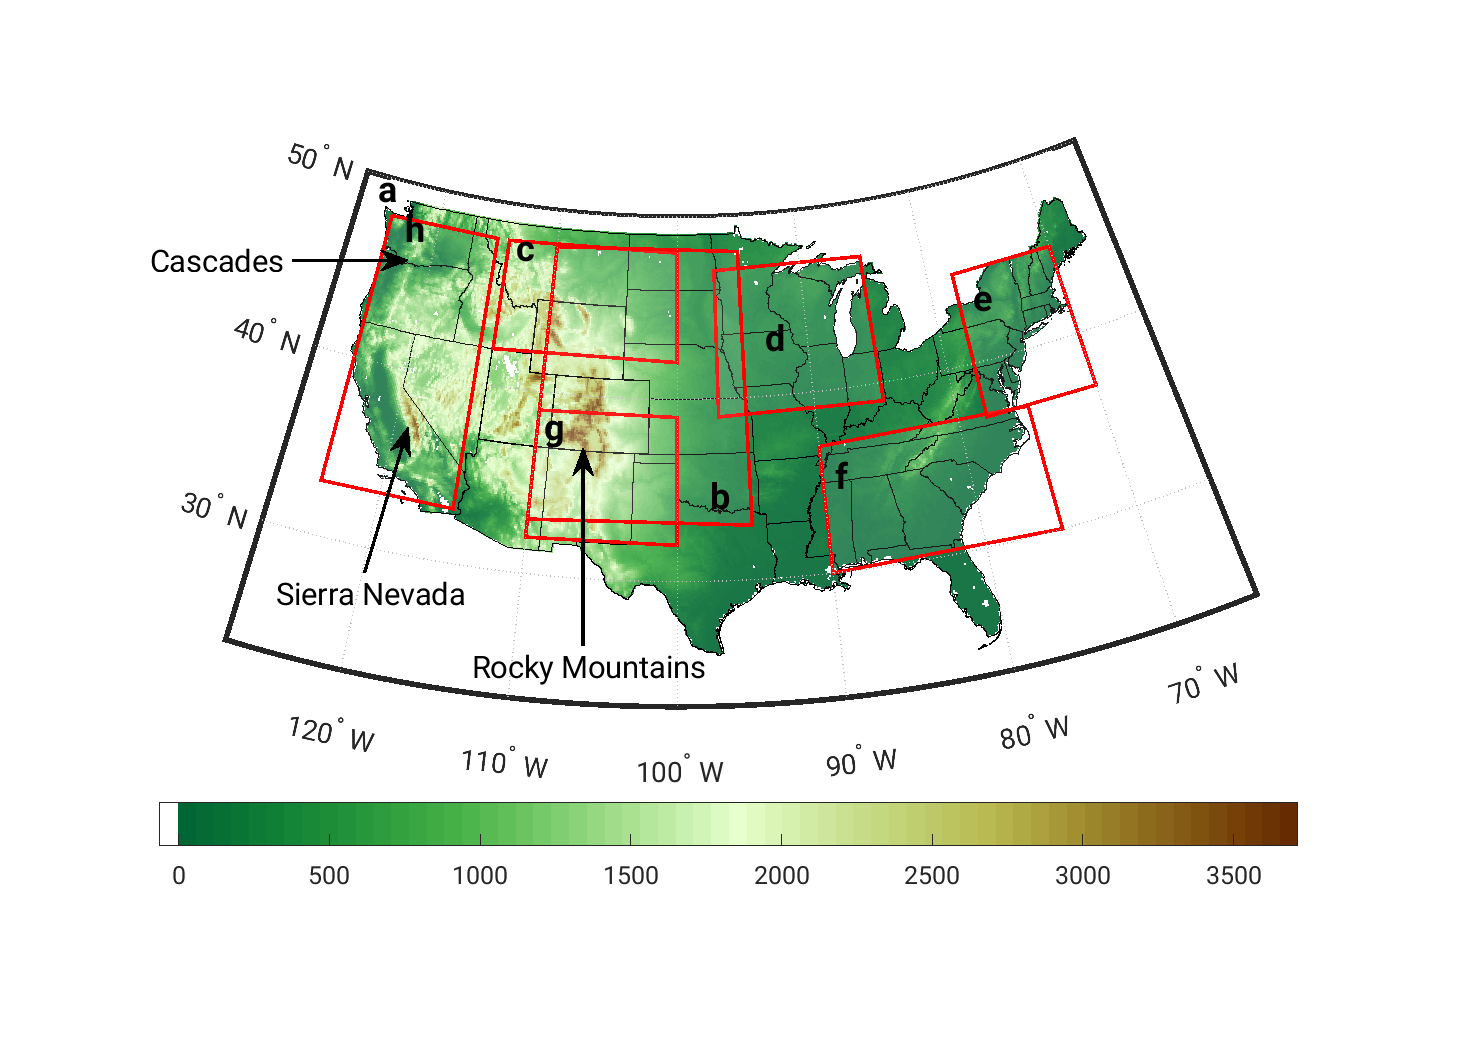 50° N
a
h
c
Cascades
e
40° N
d
g
f
b
30° N
Sierra Nevada
Rocky Mountains
120° W
110° W
100° W
90° W
80° W
70° W
0 500 1000 1500 2000 2500 3000 3500